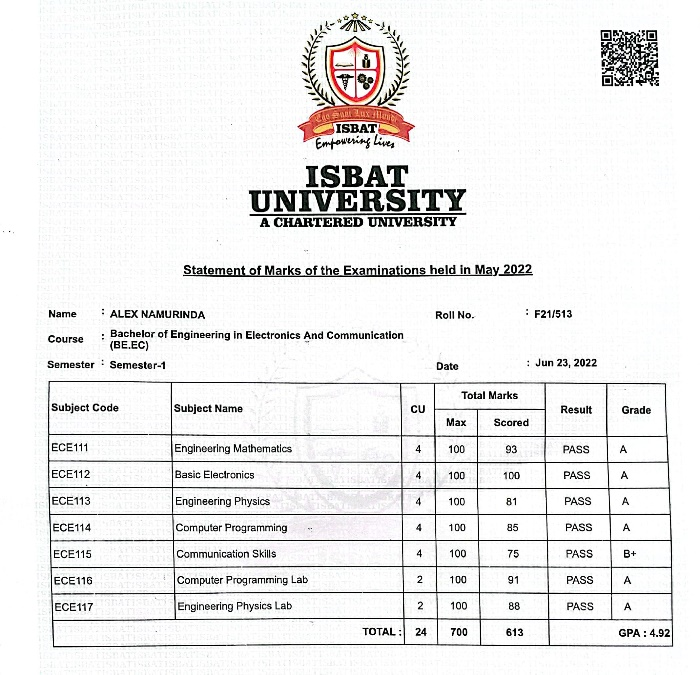 Ego Sum Lux Mundi
ISBAT
Empowering Lives
ISBAT
UNIVERSITY
A CHARTERED UNIVERSITY
Statement of Marks of the Examinations held in May 2022
Name : ALEX NAMURINDA Roll No. : F21/513
Course : Bachelor of Engineering in Electronics And Communication
(BE.EC)
Semester : Semester-1 Date : Jun 23, 2022
Subject Code Subject Name CU Total Marks Result Grade
Max Scored
ECE111 Engineering Mathematics 4 100 93 PASS A
ECE112 Basic Electronics 4 100 100 PASS A
ECE113 Engineering Physics 4 100 81 PASS A
ECE114 Computer Programming 4 100 85 PASS A
ECE115 Communication Skills 4 100 75 PASS B+
ECE116 Computer Programming Lab 2 100 91 PASS A
ECE117 Engineering Physics Lab 2 100 88 PASS A
TOTAL : 24 700 613 GPA : 4.92